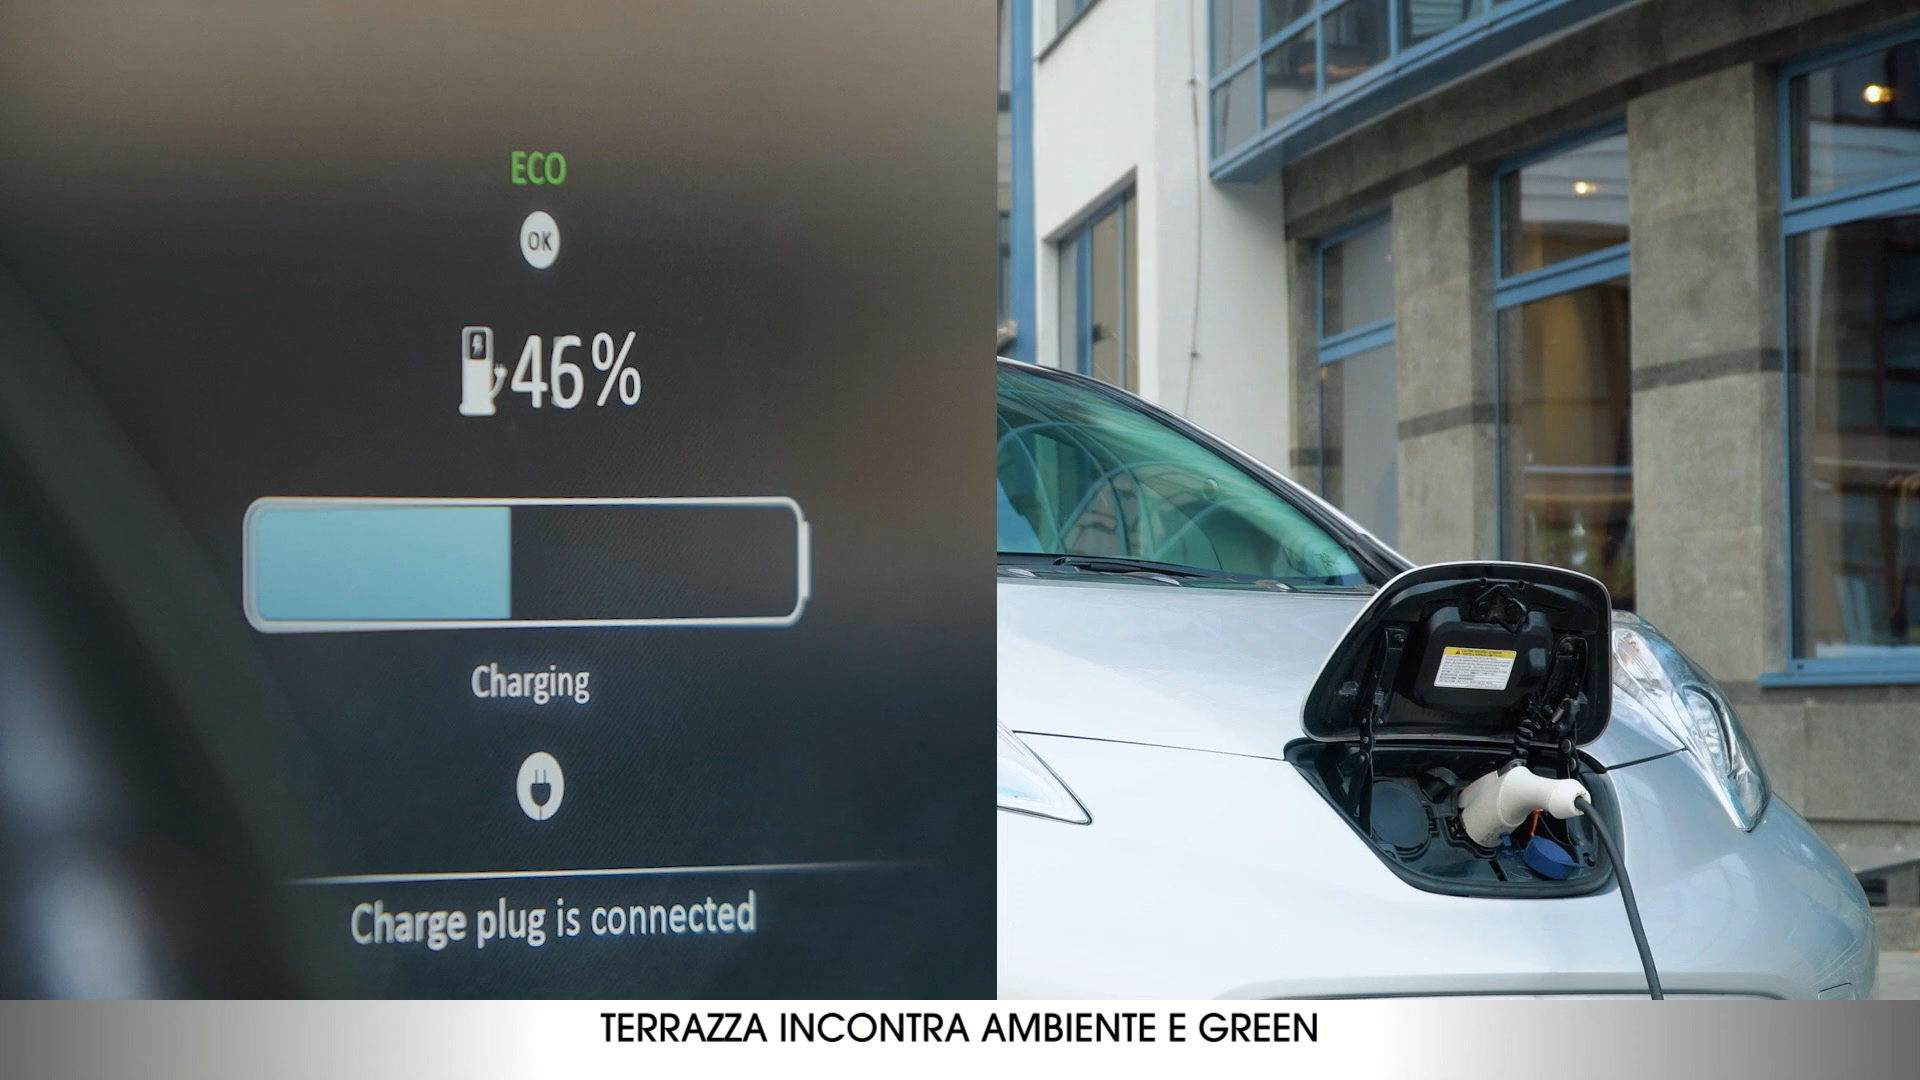 ECO
OK
46%
Charging
Charge plug is connected
TERRAZZA INCONTRA AMBIENTE E GREEN